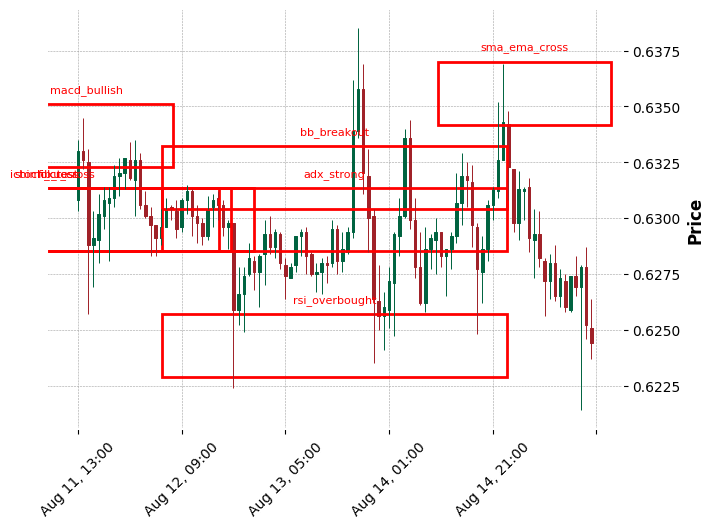 sma_ema_cross
macd_bullish
bb_breakout
adx_strong
rsi_overbought
0.6375
0.6350
0.6325
0.6300
0.6275
0.6250
0.6225
Price
Aug 11, 13:00
Aug 12, 09:00
Aug 13, 05:00
Aug 14, 01:00
Aug 14, 21:00